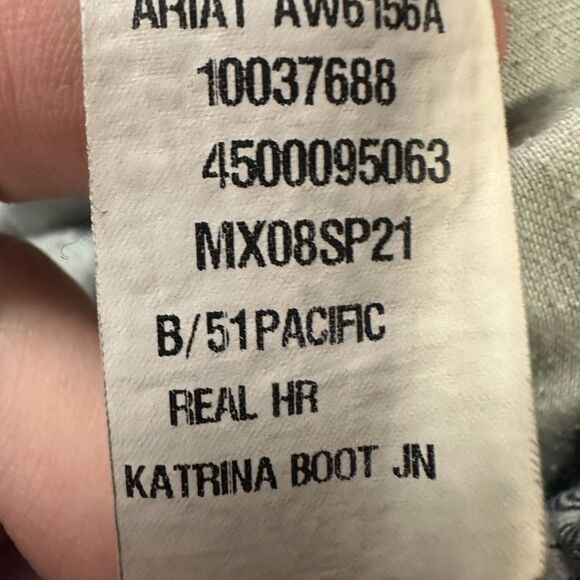 ARIAT AW6156A
10037688
4500095063
MX08SP21
B/51PACIFIC
REAL HR
KATRINA BOOT JN